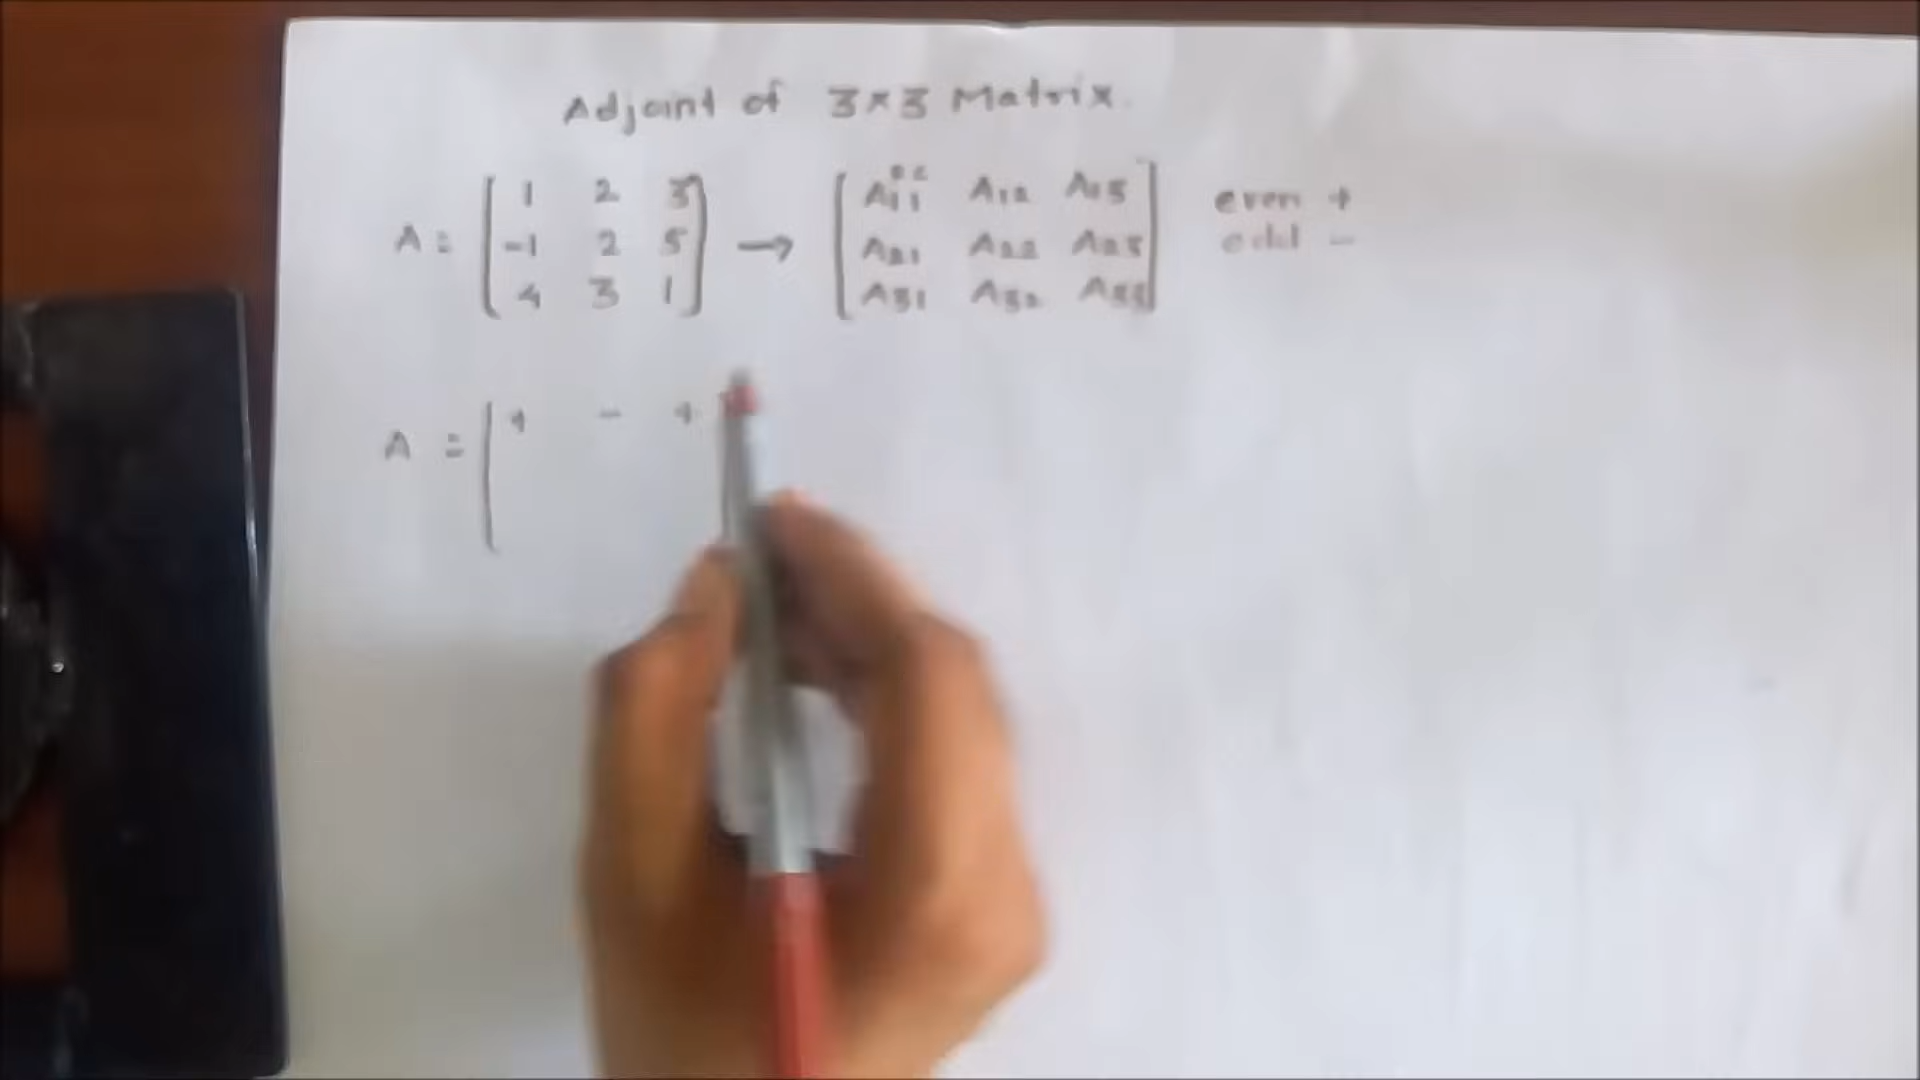 Adjoint of 3×3 Matrix
A = [ 1 2 3 ] → [ A11 A12 A13 ] even +
[ -1 2 5 ] [ A21 A22 A23 ] odd -
[ 4 3 1 ] [ A31 A32 A33 ]
A = [ + - +